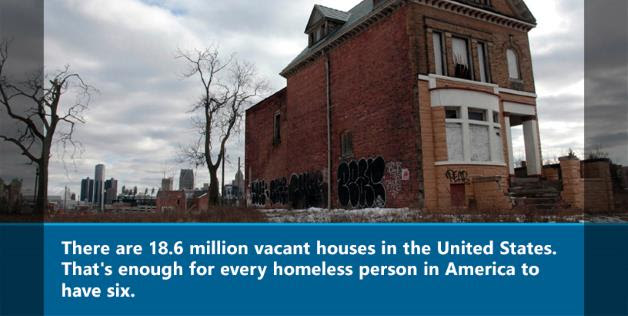 There are 18.6 million vacant houses in the United States.
That's enough for every homeless person in America to
have six.